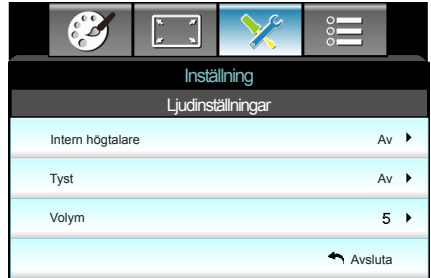 Inställning
Ljudinställningar
Intern högtalare Av
Tyst Av
Volym 5
Avsluta